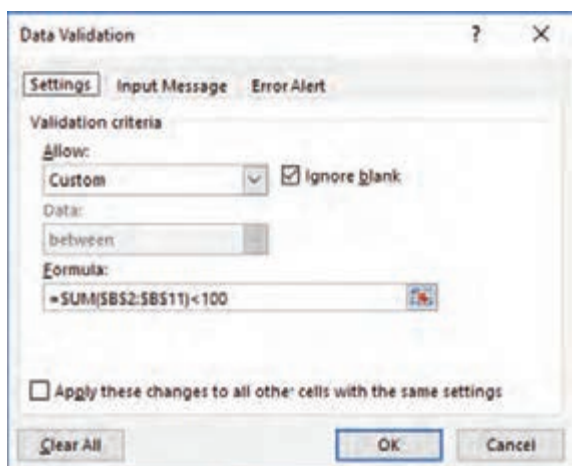 Data Validation ? ×
Settings Input Message Error Alert
Validation criteria
Allow:
Custom Ignore blank
Data:
between
Formula:
=SUM($B$2:$B$11)<100
Apply these changes to all other cells with the same settings
Clear All OK Cancel